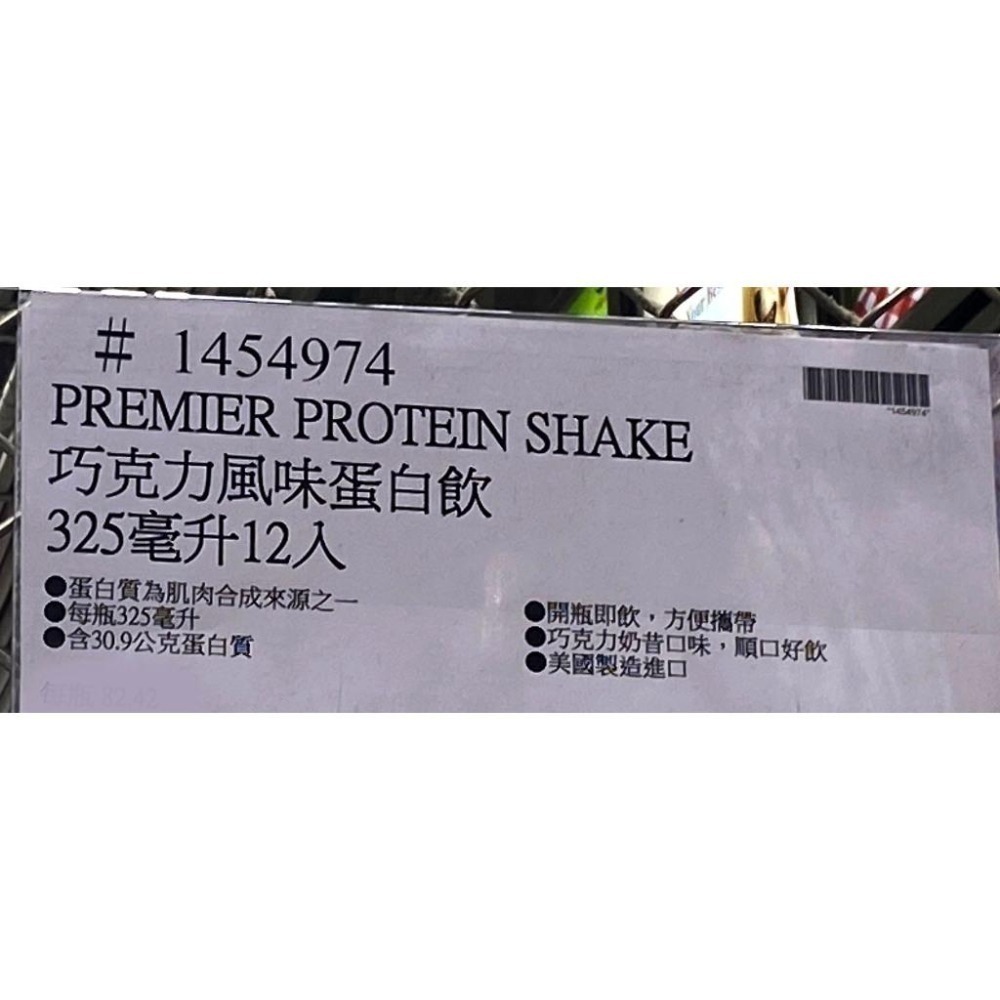 # 1454974
"1454974"
PREMIER PROTEIN SHAKE
巧克力風味蛋白飲
325毫升12入
●蛋白質為肌肉合成來源之一
●每瓶325毫升
●含30.9公克蛋白質
●開瓶即飲，方便攜帶
●巧克力奶昔口味，順口好飲
●美國製造進口